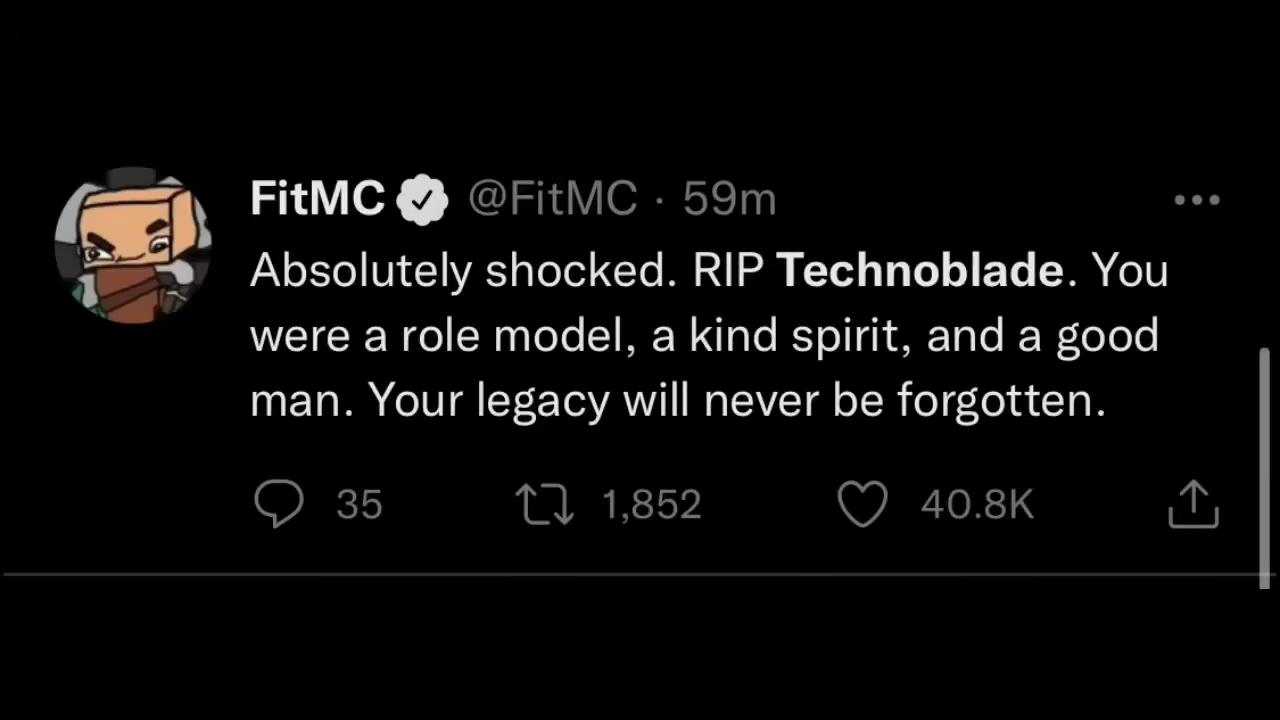 FitMC @FitMC · 59m
Absolutely shocked. RIP Technoblade. You
were a role model, a kind spirit, and a good
man. Your legacy will never be forgotten.
35 1,852 40.8K